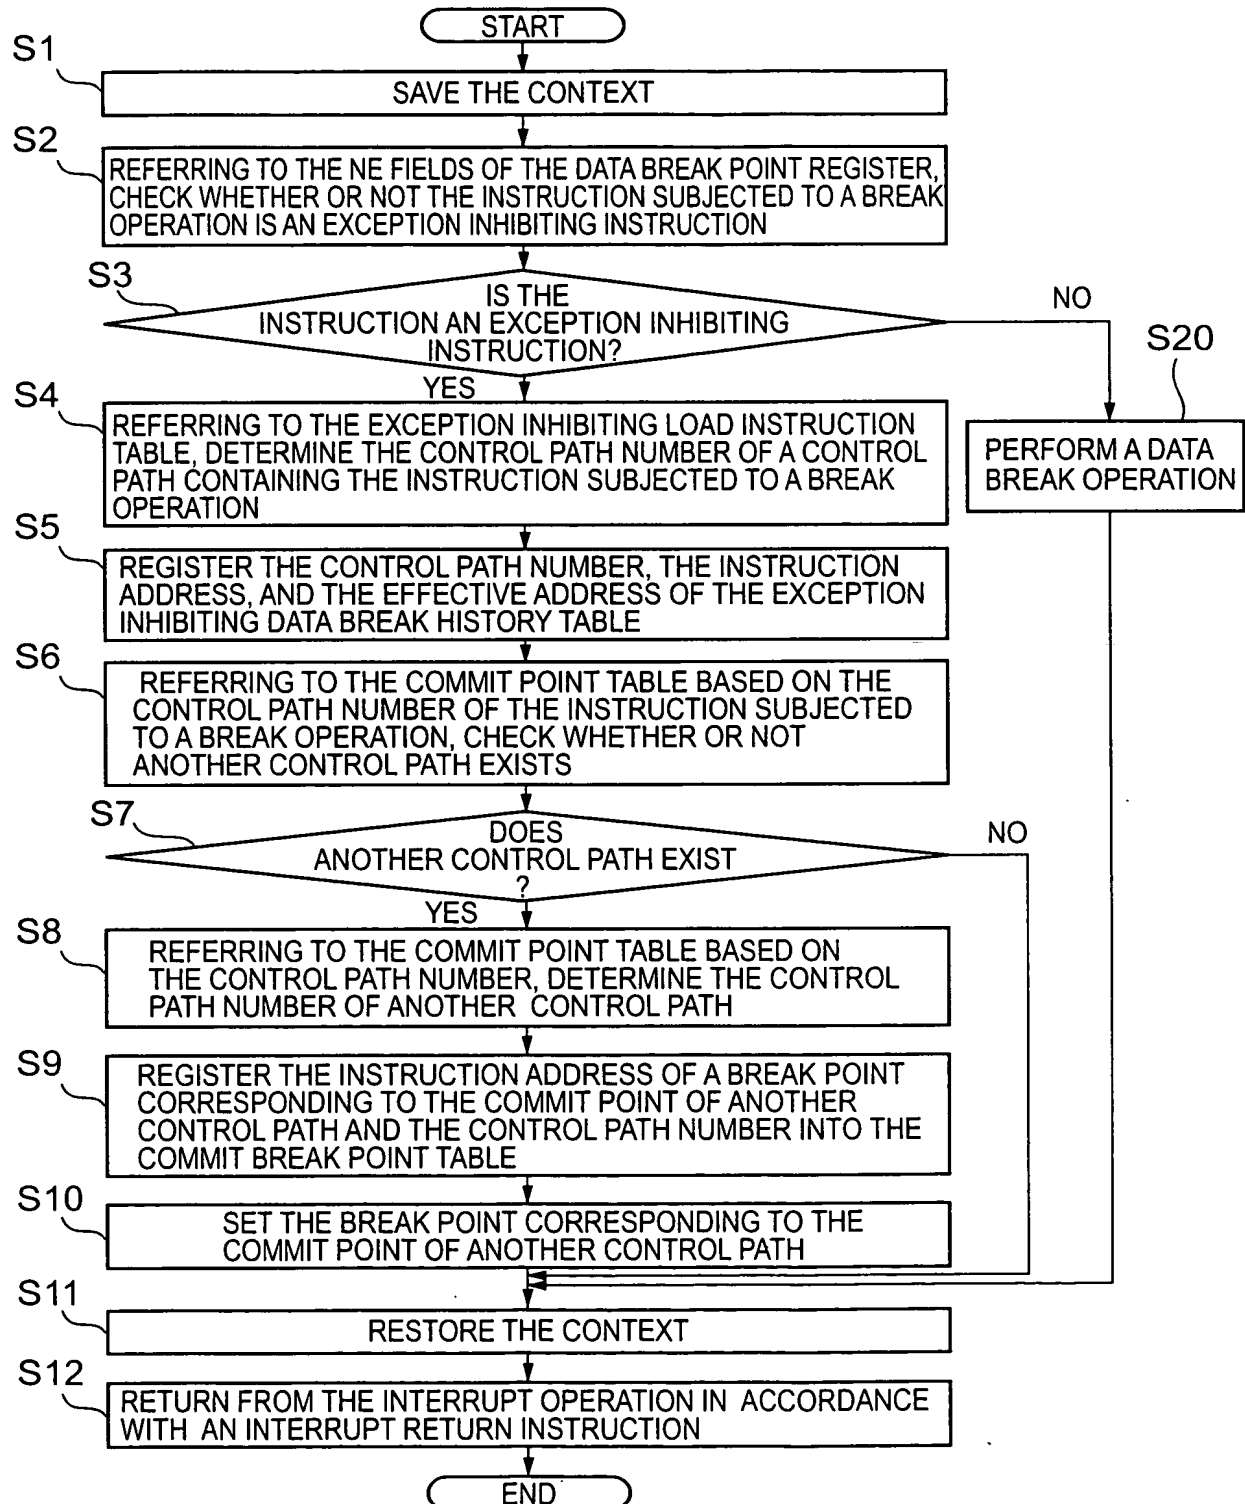 START
S1
SAVE THE CONTEXT
S2
REFERRING TO THE NE FIELDS OF THE DATA BREAK POINT REGISTER,
CHECK WHETHER OR NOT THE INSTRUCTION SUBJECTED TO A BREAK
OPERATION IS AN EXCEPTION INHIBITING INSTRUCTION
S3
IS THE
INSTRUCTION AN EXCEPTION INHIBITING
INSTRUCTION?
NO
YES
S20
PERFORM A DATA
BREAK OPERATION
S4
REFERRING TO THE EXCEPTION INHIBITING LOAD INSTRUCTION
TABLE, DETERMINE THE CONTROL PATH NUMBER OF A CONTROL
PATH CONTAINING THE INSTRUCTION SUBJECTED TO A BREAK
OPERATION
S5
REGISTER THE CONTROL PATH NUMBER, THE INSTRUCTION
ADDRESS, AND THE EFFECTIVE ADDRESS OF THE EXCEPTION
INHIBITING DATA BREAK HISTORY TABLE
S6
REFERRING TO THE COMMIT POINT TABLE BASED ON THE
CONTROL PATH NUMBER OF THE INSTRUCTION SUBJECTED
TO A BREAK OPERATION, CHECK WHETHER OR NOT
ANOTHER CONTROL PATH EXISTS
S7
DOES
ANOTHER CONTROL PATH EXIST
?
NO
YES
S8
REFERRING TO THE COMMIT POINT TABLE BASED ON
THE CONTROL PATH NUMBER, DETERMINE THE CONTROL
PATH NUMBER OF ANOTHER CONTROL PATH
S9
REGISTER THE INSTRUCTION ADDRESS OF A BREAK POINT
CORRESPONDING TO THE COMMIT POINT OF ANOTHER
CONTROL PATH AND THE CONTROL PATH NUMBER INTO THE
COMMIT BREAK POINT TABLE
S10
SET THE BREAK POINT CORRESPONDING TO THE
COMMIT POINT OF ANOTHER CONTROL PATH
S11
RESTORE THE CONTEXT
S12
RETURN FROM THE INTERRUPT OPERATION IN ACCORDANCE
WITH AN INTERRUPT RETURN INSTRUCTION
END